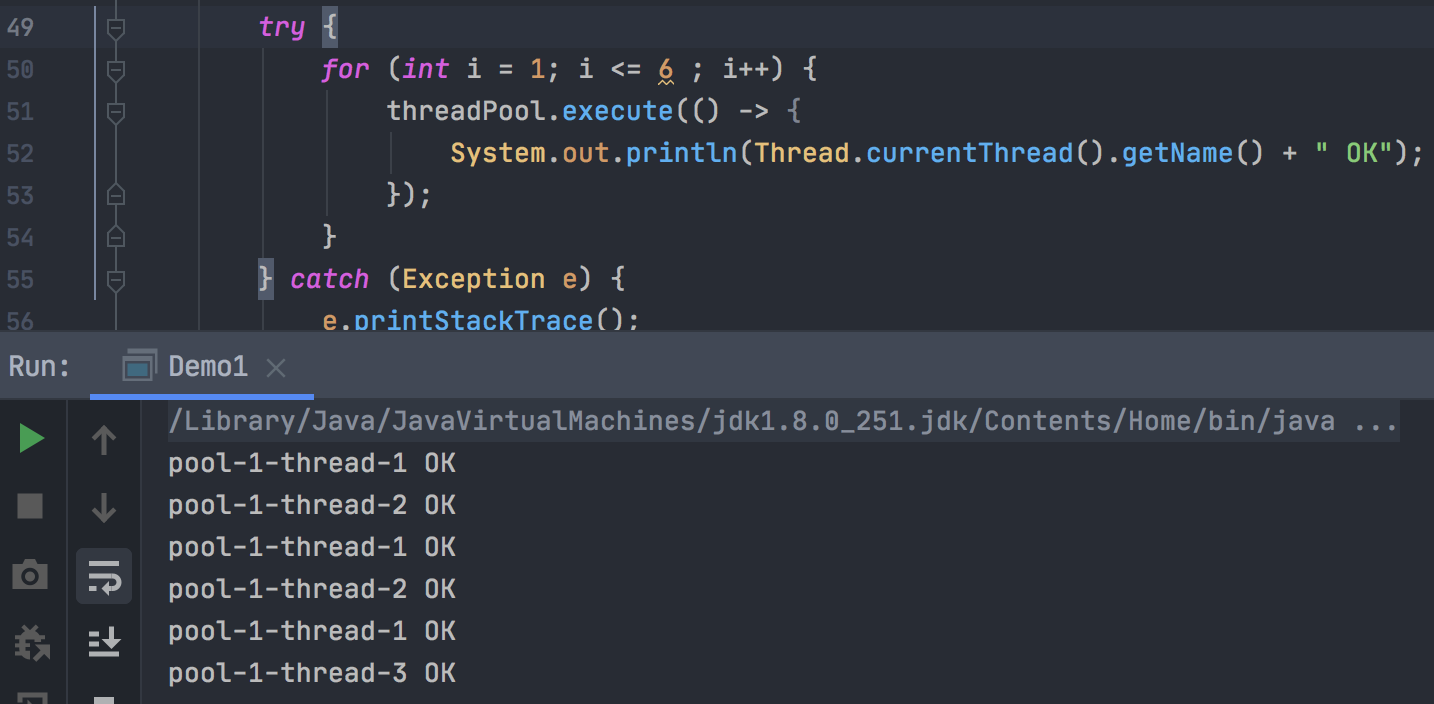 49 try {
50 for (int i = 1; i <= 6 ; i++) {
51 threadPool.execute(() -> {
52 System.out.println(Thread.currentThread().getName() + " OK");
53 });
54 }
55 } catch (Exception e) {
56 e.printStackTrace();
Run: Demo1
/Library/Java/JavaVirtualMachines/jdk1.8.0_251.jdk/Contents/Home/bin/java ...
pool-1-thread-1 OK
pool-1-thread-2 OK
pool-1-thread-1 OK
pool-1-thread-2 OK
pool-1-thread-1 OK
pool-1-thread-3 OK